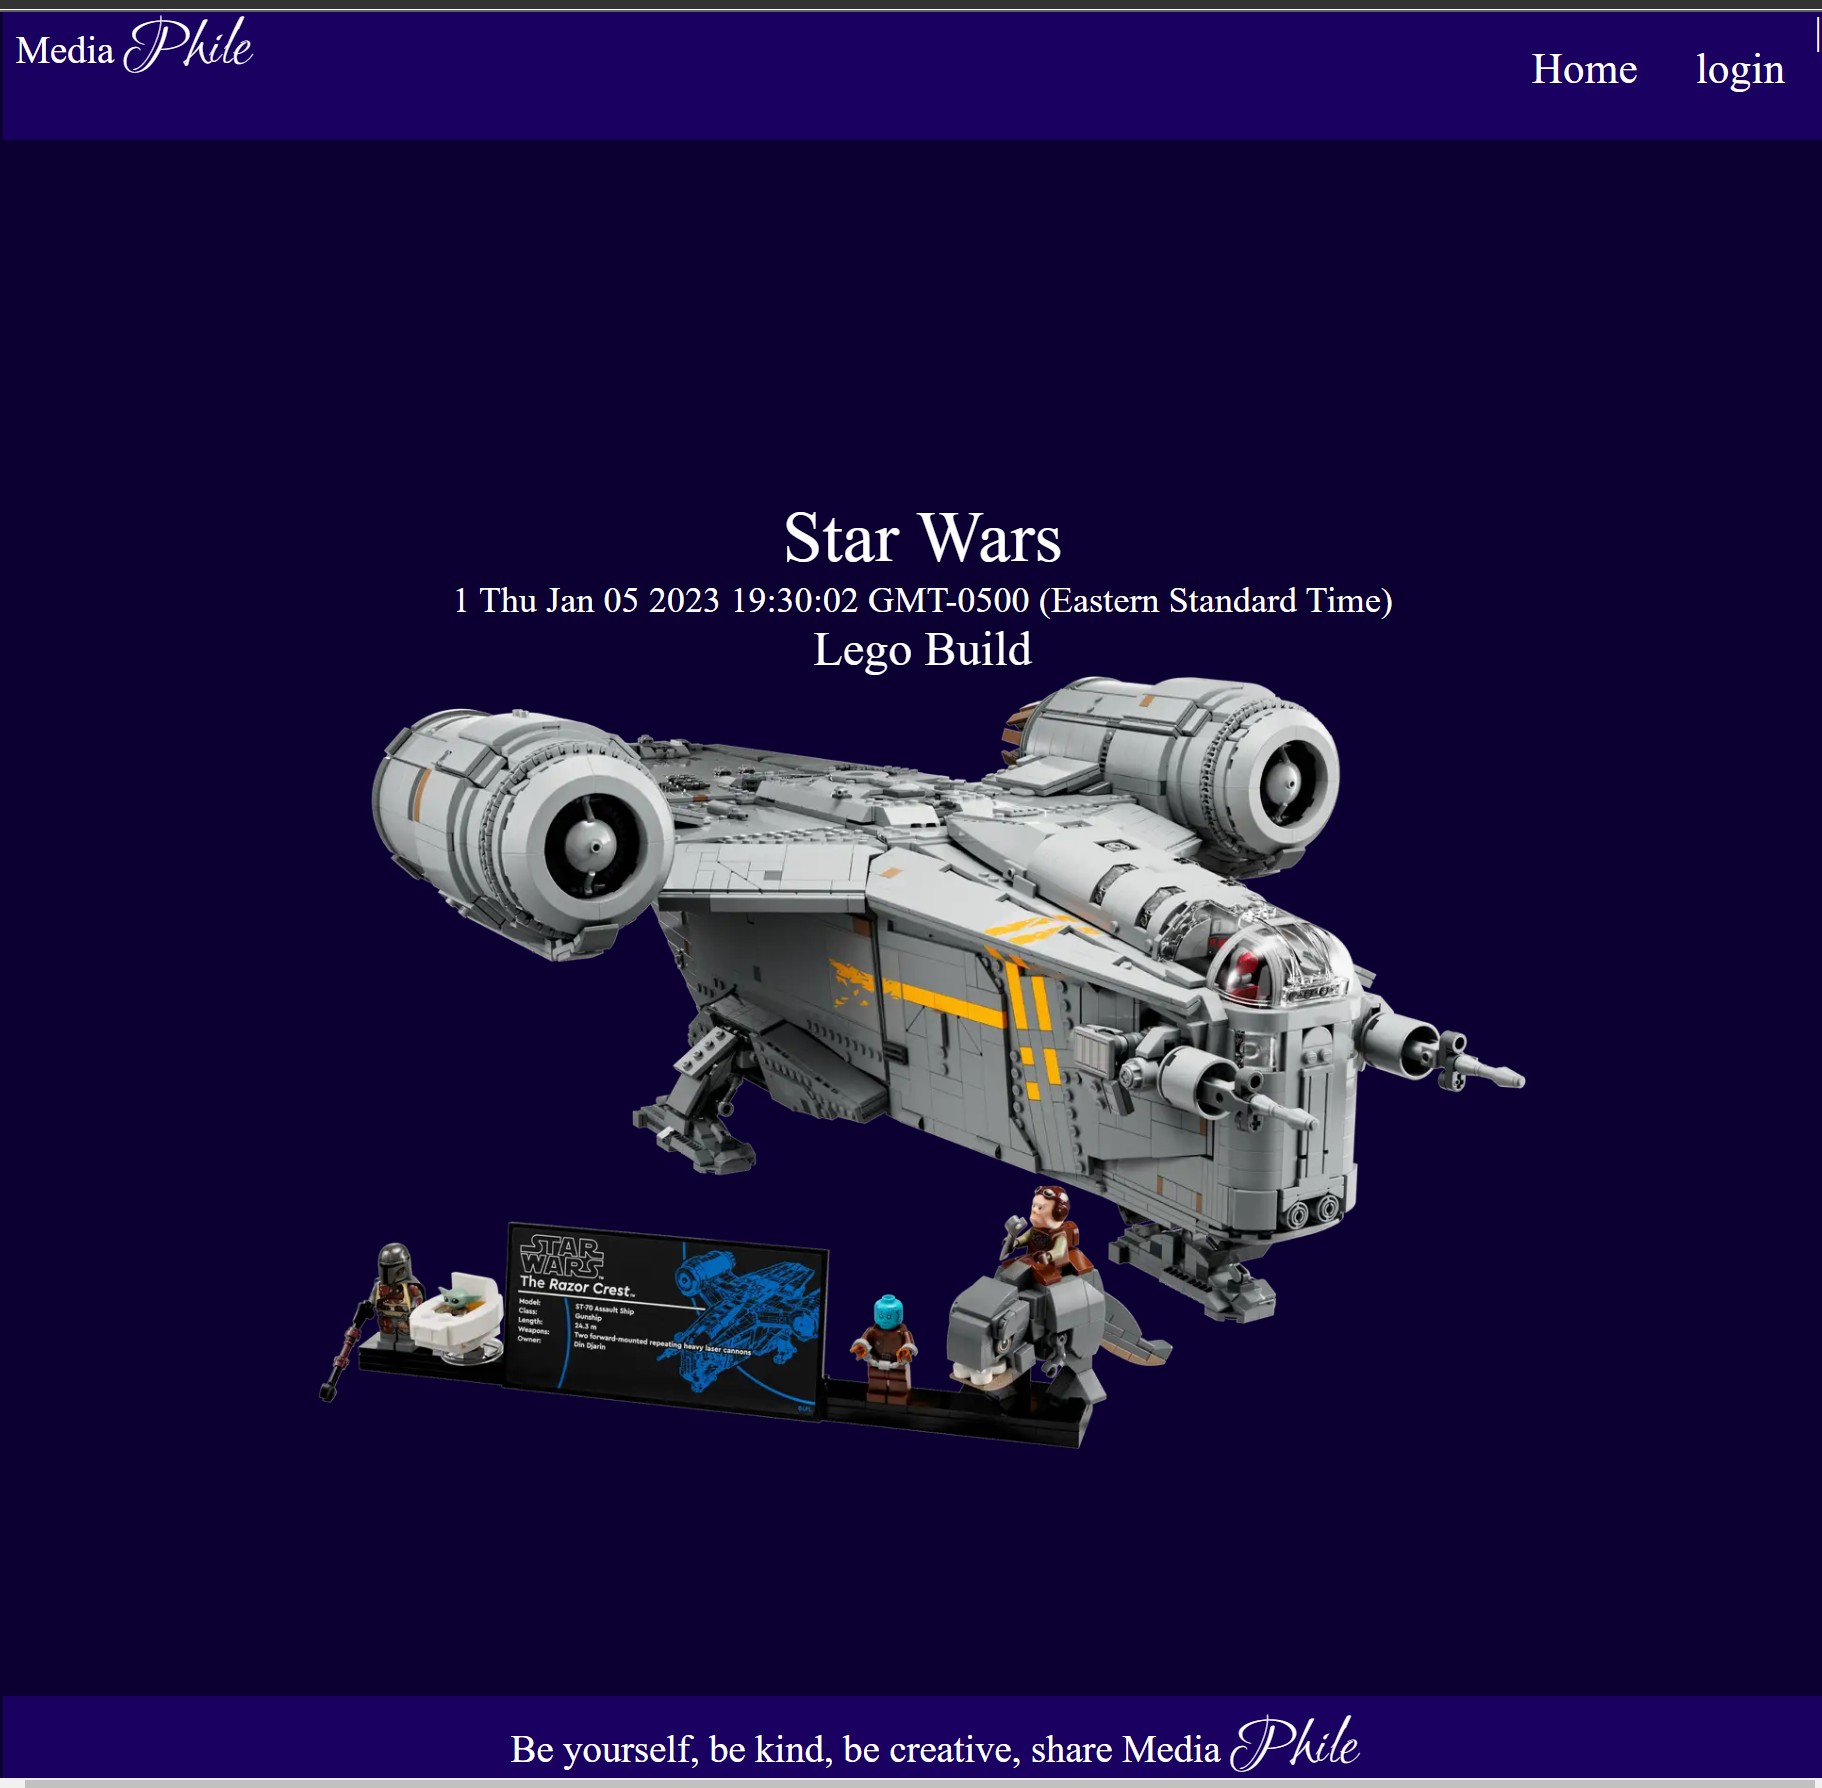 Media Phile
Home
login
Star Wars
1 Thu Jan 05 2023 19:30:02 GMT-0500 (Eastern Standard Time)
Lego Build
STAR
WARS™
The Razor Crest™
Model: ST-70 Assault Ship
Class: Gunship
Length: 24.3 m
Weapons: Two forward-mounted repeating heavy laser cannons
Owner: Din Djarin
Be yourself, be kind, be creative, share Media Phile